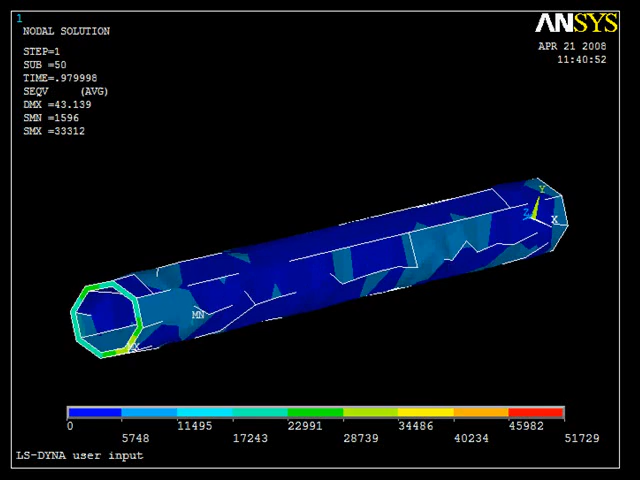 1
NODAL SOLUTION
STEP=1
SUB =50
TIME=.979998
SEQV (AVG)
DMX =43.139
SMN =1596
SMX =33312
ANSYS
APR 21 2008
11:40:52
Y
Z
X
MN
MX
0 11495 22991 34486 45982
5748 17243 28739 40234 51729
LS-DYNA user input